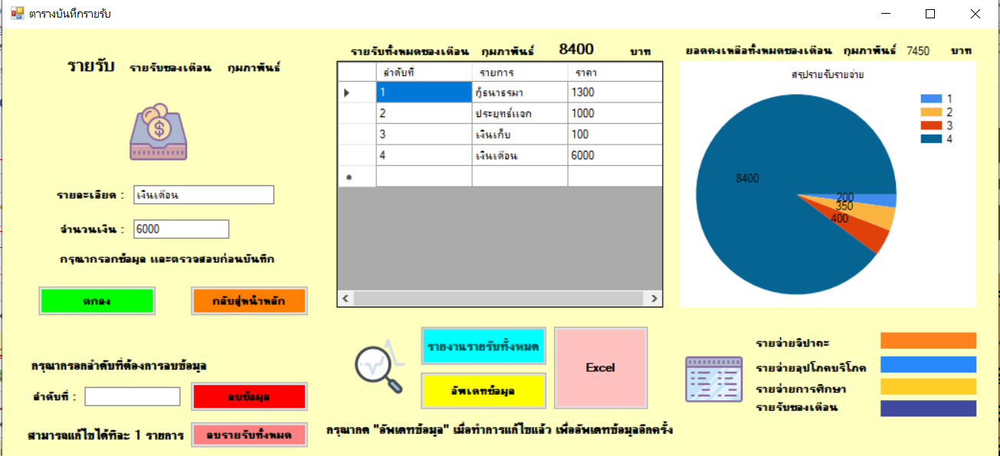 ตารางบันทึกรายรับ
รายรับ รายรับของเดือน กุมภาพันธ์
รายละเอียด : เงินเดือน
จำนวนเงิน : 6000
กรุณากรอกข้อมูล และตรวจสอบก่อนบันทึก
ตกลง กลับสู่หน้าหลัก
กรุณากรอกลำดับที่ต้องการลบข้อมูล
ลำดับที่ : ลบข้อมูล
สามารถแก้ไขได้ทีละ 1 รายการ ลบรายรับทั้งหมด
รายรับทั้งหมดของเดือน กุมภาพันธ์ 8400 บาท
ลำดับที่ รายการ ราคา
1 กู้ธนาธรมา 1300
2 ประยุทธ์แจก 1000
3 เงินเก็บ 100
4 เงินเดือน 6000
รายงานรายรับทั้งหมด
อัพเดทข้อมูล
Excel
กรุณากด "อัพเดทข้อมูล" เมื่อทำการแก้ไขแล้ว เพื่ออัพเดทข้อมูลอีกครั้ง
ยอดคงเหลือทั้งหมดของเดือน กุมภาพันธ์ 7450 บาท
สรุปรายรับรายจ่าย
1
2
3
4
8400
200
350
400
รายจ่ายจิปาถะ
รายจ่ายอุปโภคบริโภค
รายจ่ายการศึกษา
รายรับของเดือน